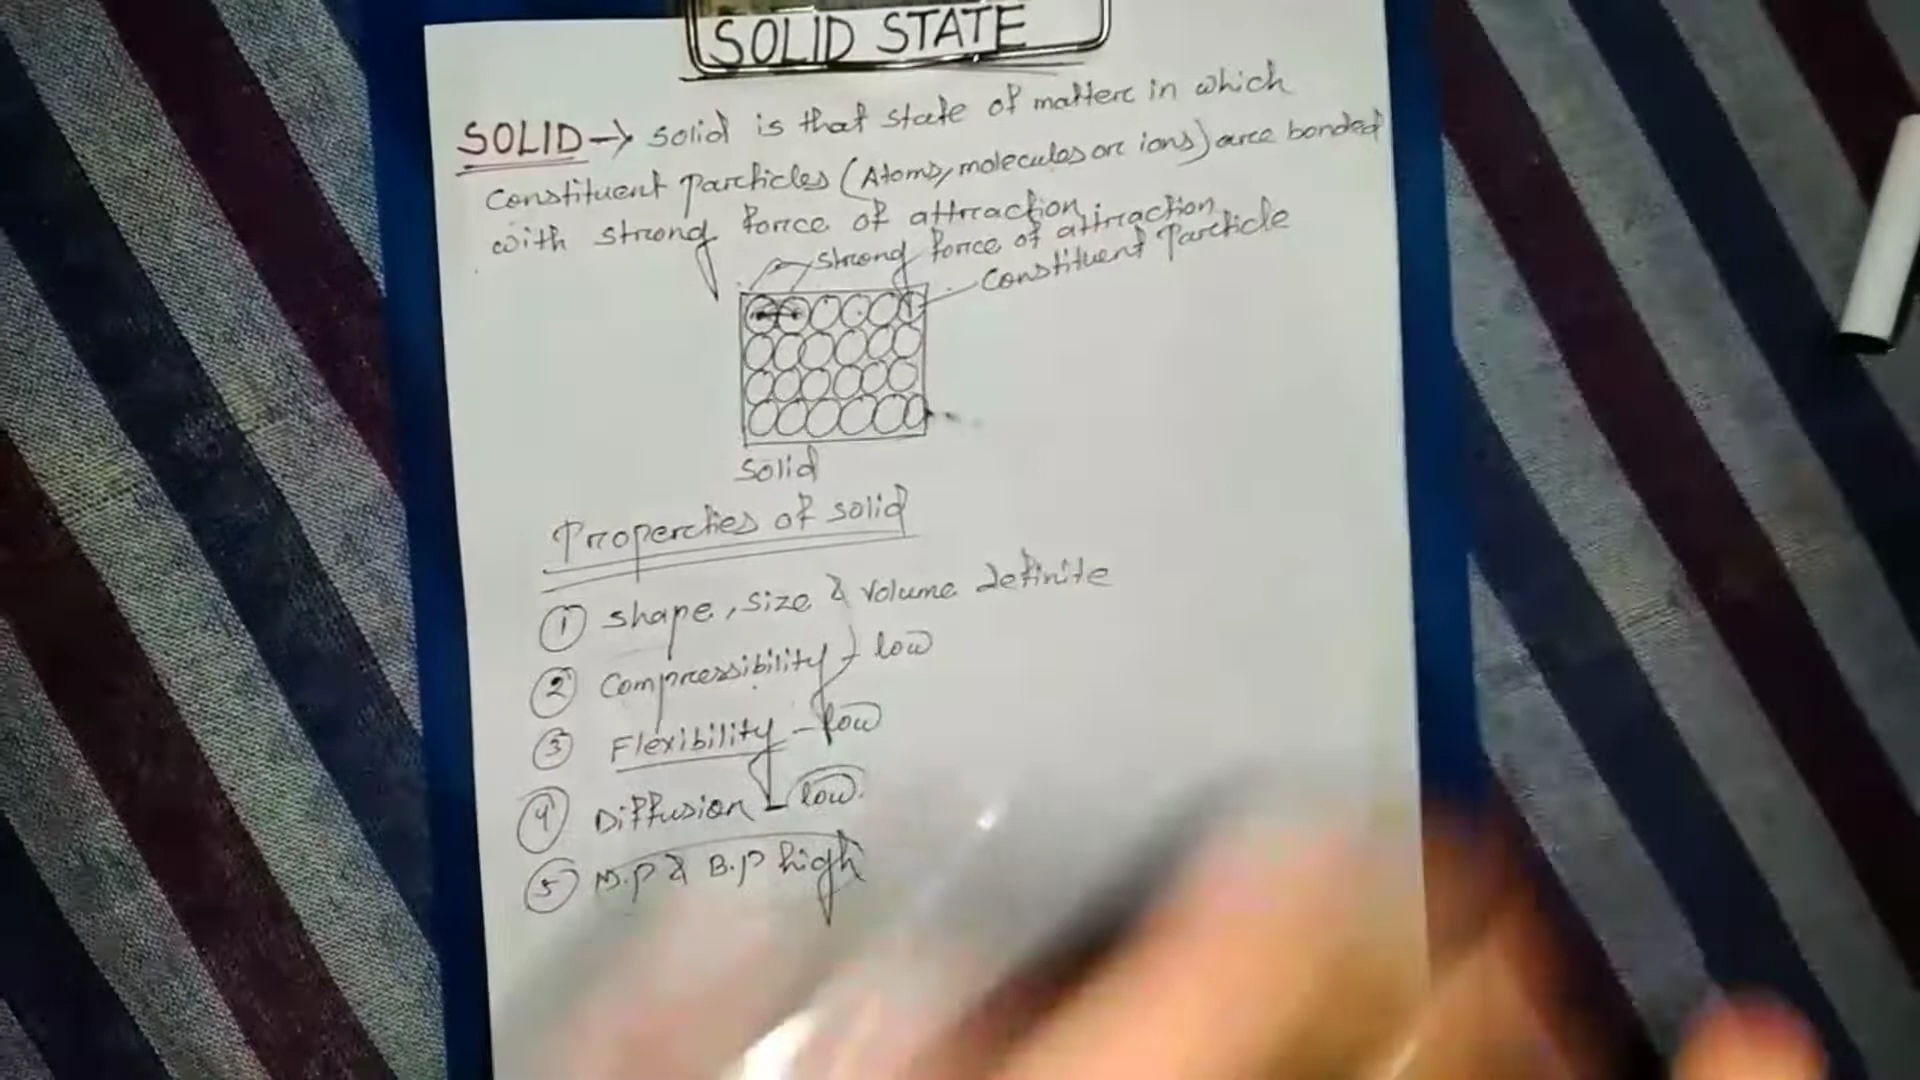 SOLID STATE
SOLID → Solid is that state of matter in which
Constituent Particles (Atoms, molecules or ions) are bonded
with strong force of attraction
strong force of attraction
Constituent Particle
Solid
Properties of solid
① shape, size & volume definite
② Compressibility - low
③ Flexibility - low
④ Diffusion - low.
⑤ M.P & B.P high